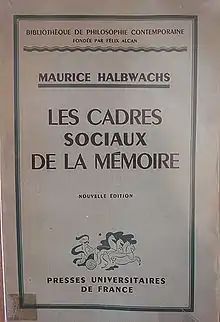 BIBLIOTHÈQUE DE PHILOSOPHIE CONTEMPORAINE
FONDÉE PAR FÉLIX ALCAN
MAURICE HALBWACHS
LES CADRES
SOCIAUX
DE LA MÉMOIRE
NOUVELLE ÉDITION
PRESSES UNIVERSITAIRES
DE FRANCE